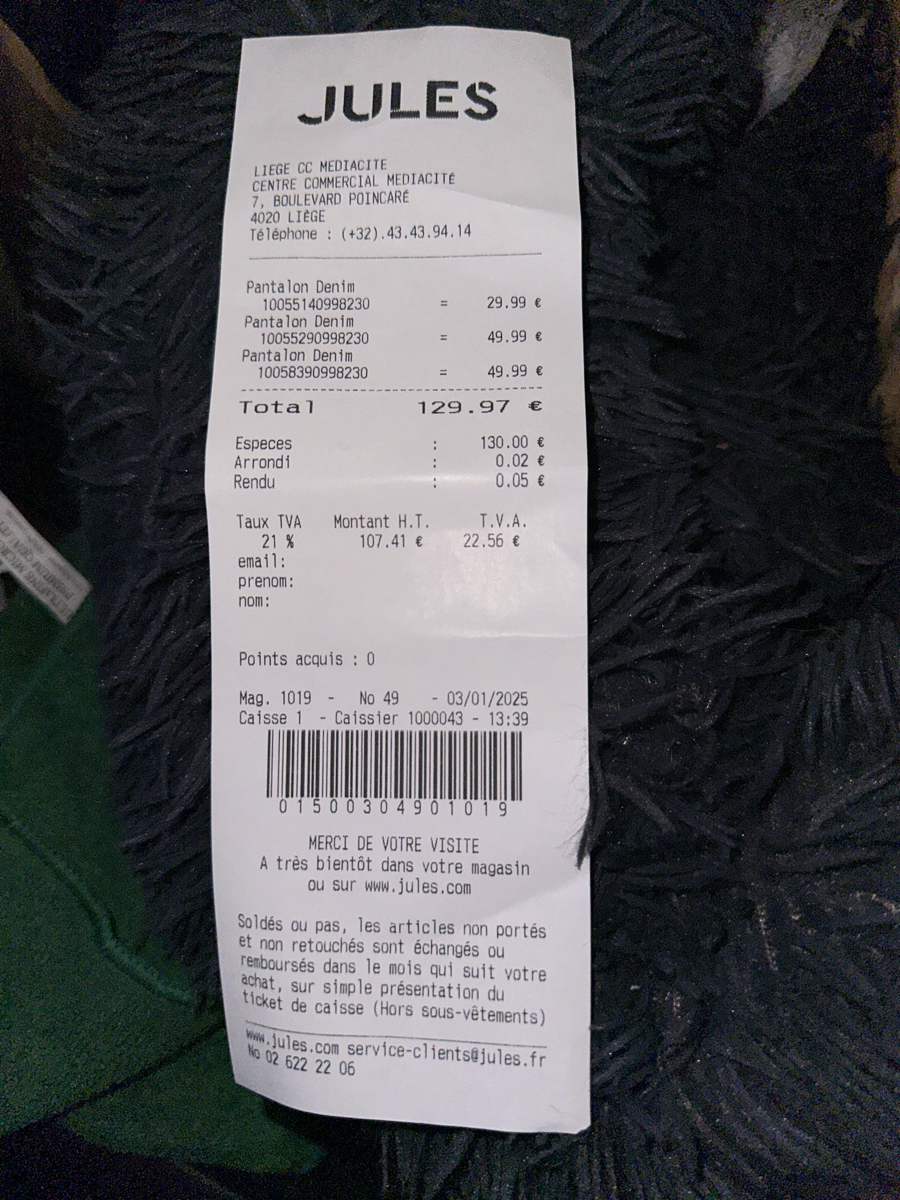 JULES
LIEGE CC MEDIACITE
CENTRE COMMERCIAL MEDIACITÉ
7, BOULEVARD POINCARÉ
4020 LIÈGE
Téléphone : (+32).43.43.94.14
Pantalon Denim
10055140998230 = 29.99 €
Pantalon Denim
10055290998230 = 49.99 €
Pantalon Denim
10058390998230 = 49.99 €
Total 129.97 €
Especes : 130.00 €
Arrondi : 0.02 €
Rendu : 0.05 €
Taux TVA Montant H.T. T.V.A.
21 % 107.41 € 22.56 €
email:
prenom:
nom:
Points acquis : 0
Mag. 1019 - No 49 - 03/01/2025
Caisse 1 - Caissier 1000043 - 13:39
01500304901019
MERCI DE VOTRE VISITE
A très bientôt dans votre magasin
ou sur www.jules.com
Soldés ou pas, les articles non portés
et non retouchés sont échangés ou
remboursés dans le mois qui suit votre
achat, sur simple présentation du
ticket de caisse (Hors sous-vêtements)
www.jules.com service-clients@jules.fr
No 02 622 22 06